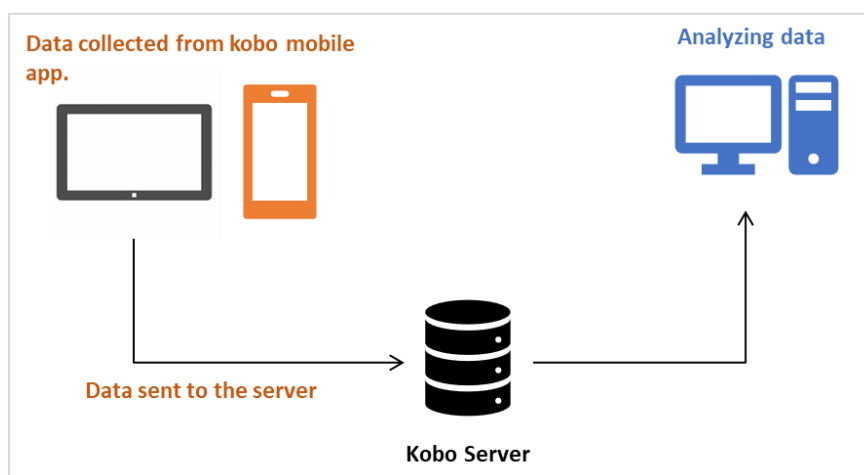 Data collected from kobo mobile
app.
Analyzing data
Data sent to the server
Kobo Server